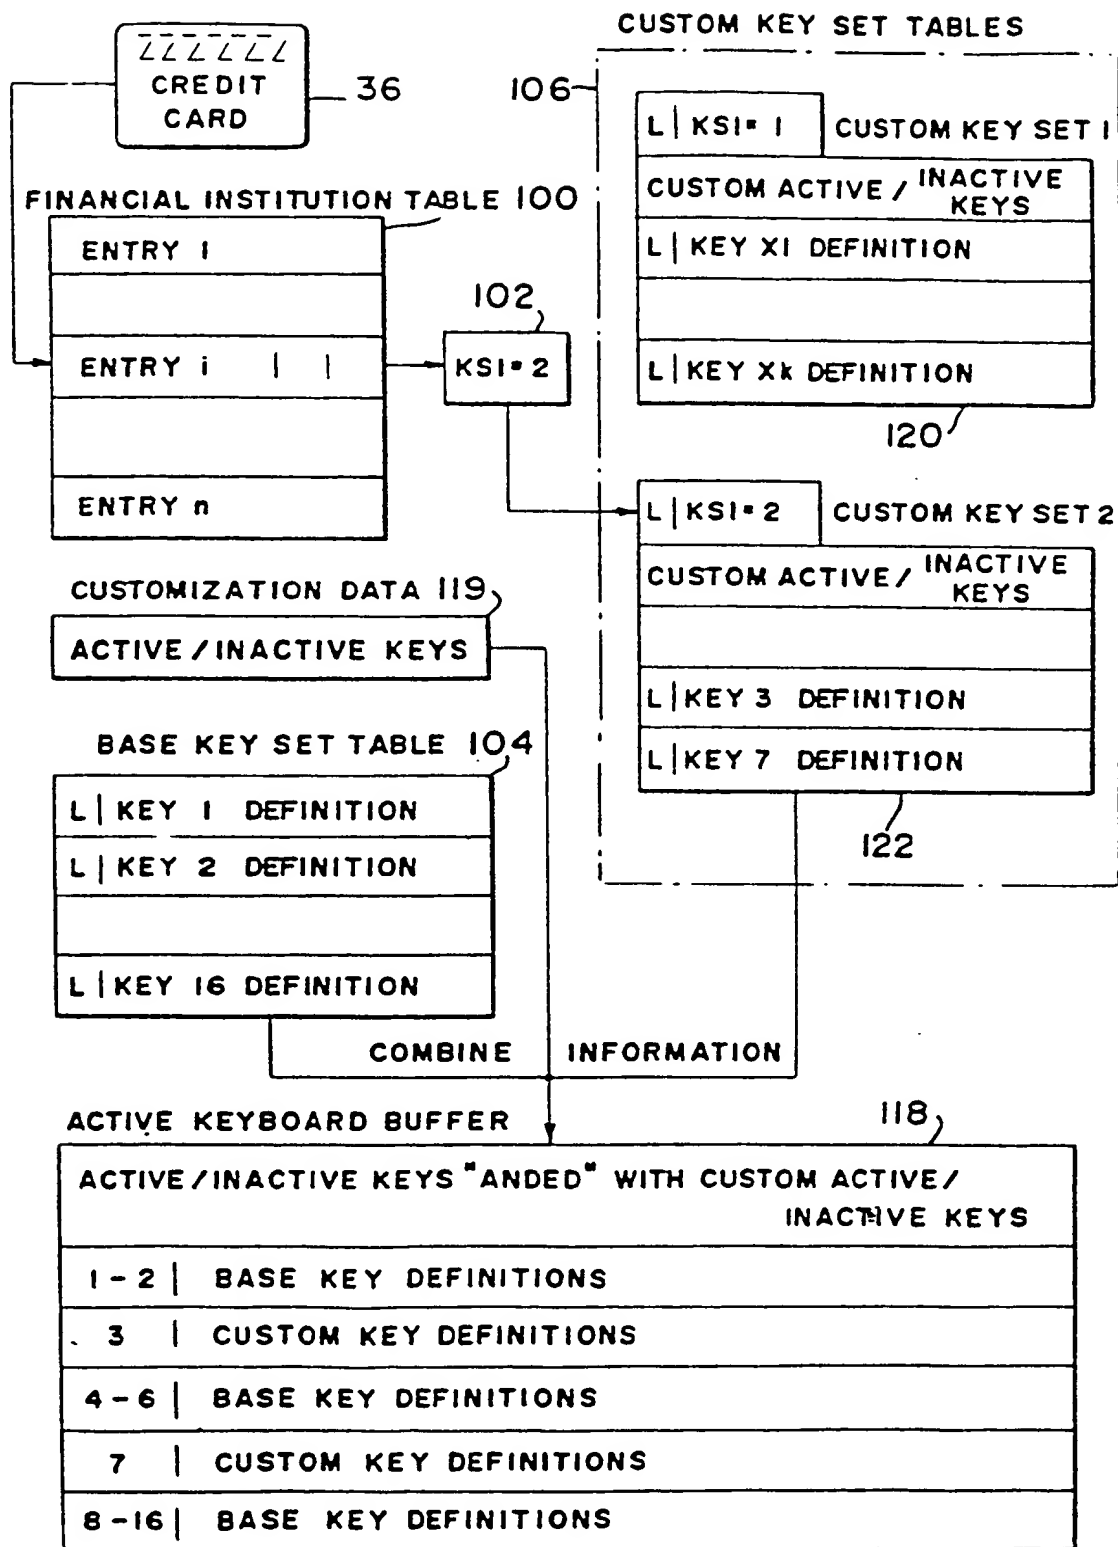 CREDIT
CARD
36
FINANCIAL INSTITUTION TABLE 100
ENTRY 1
ENTRY i | |
ENTRY n
102
KSI=2
CUSTOM KEY SET TABLES
106
L | KSI= 1
CUSTOM KEY SET 1
CUSTOM ACTIVE / INACTIVE
KEYS
L | KEY X1 DEFINITION
L | KEY Xk DEFINITION
120
L | KSI=2
CUSTOM KEY SET 2
CUSTOM ACTIVE / INACTIVE
KEYS
L | KEY 3 DEFINITION
L | KEY 7 DEFINITION
122
CUSTOMIZATION DATA 119
ACTIVE / INACTIVE KEYS
BASE KEY SET TABLE 104
L | KEY 1 DEFINITION
L | KEY 2 DEFINITION
L | KEY 16 DEFINITION
COMBINE INFORMATION
ACTIVE KEYBOARD BUFFER
118
ACTIVE / INACTIVE KEYS "ANDED" WITH CUSTOM ACTIVE /
INACTIVE KEYS
1 - 2 | BASE KEY DEFINITIONS
3 | CUSTOM KEY DEFINITIONS
4 - 6 | BASE KEY DEFINITIONS
7 | CUSTOM KEY DEFINITIONS
8 - 16 | BASE KEY DEFINITIONS